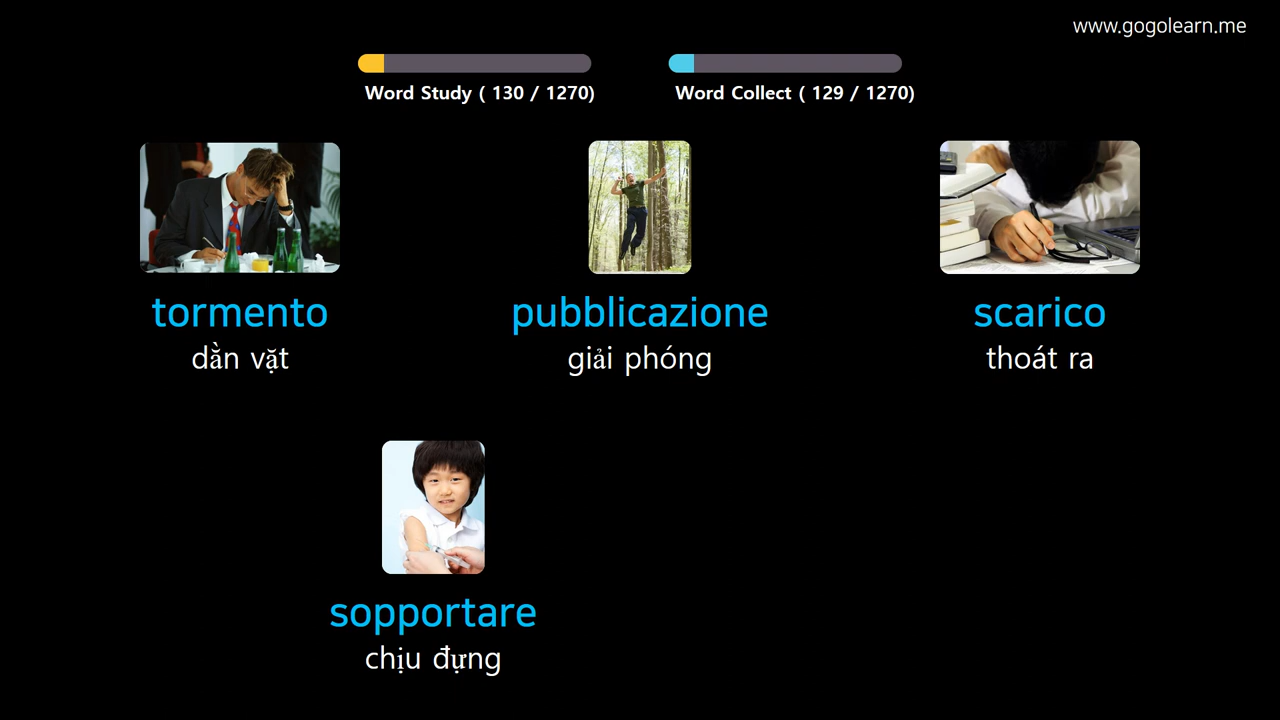 www.gogolearn.me
Word Study ( 130 / 1270)
Word Collect ( 129 / 1270)
tormento
dằn vặt
pubblicazione
giải phóng
scarico
thoát ra
sopportare
chịu đựng